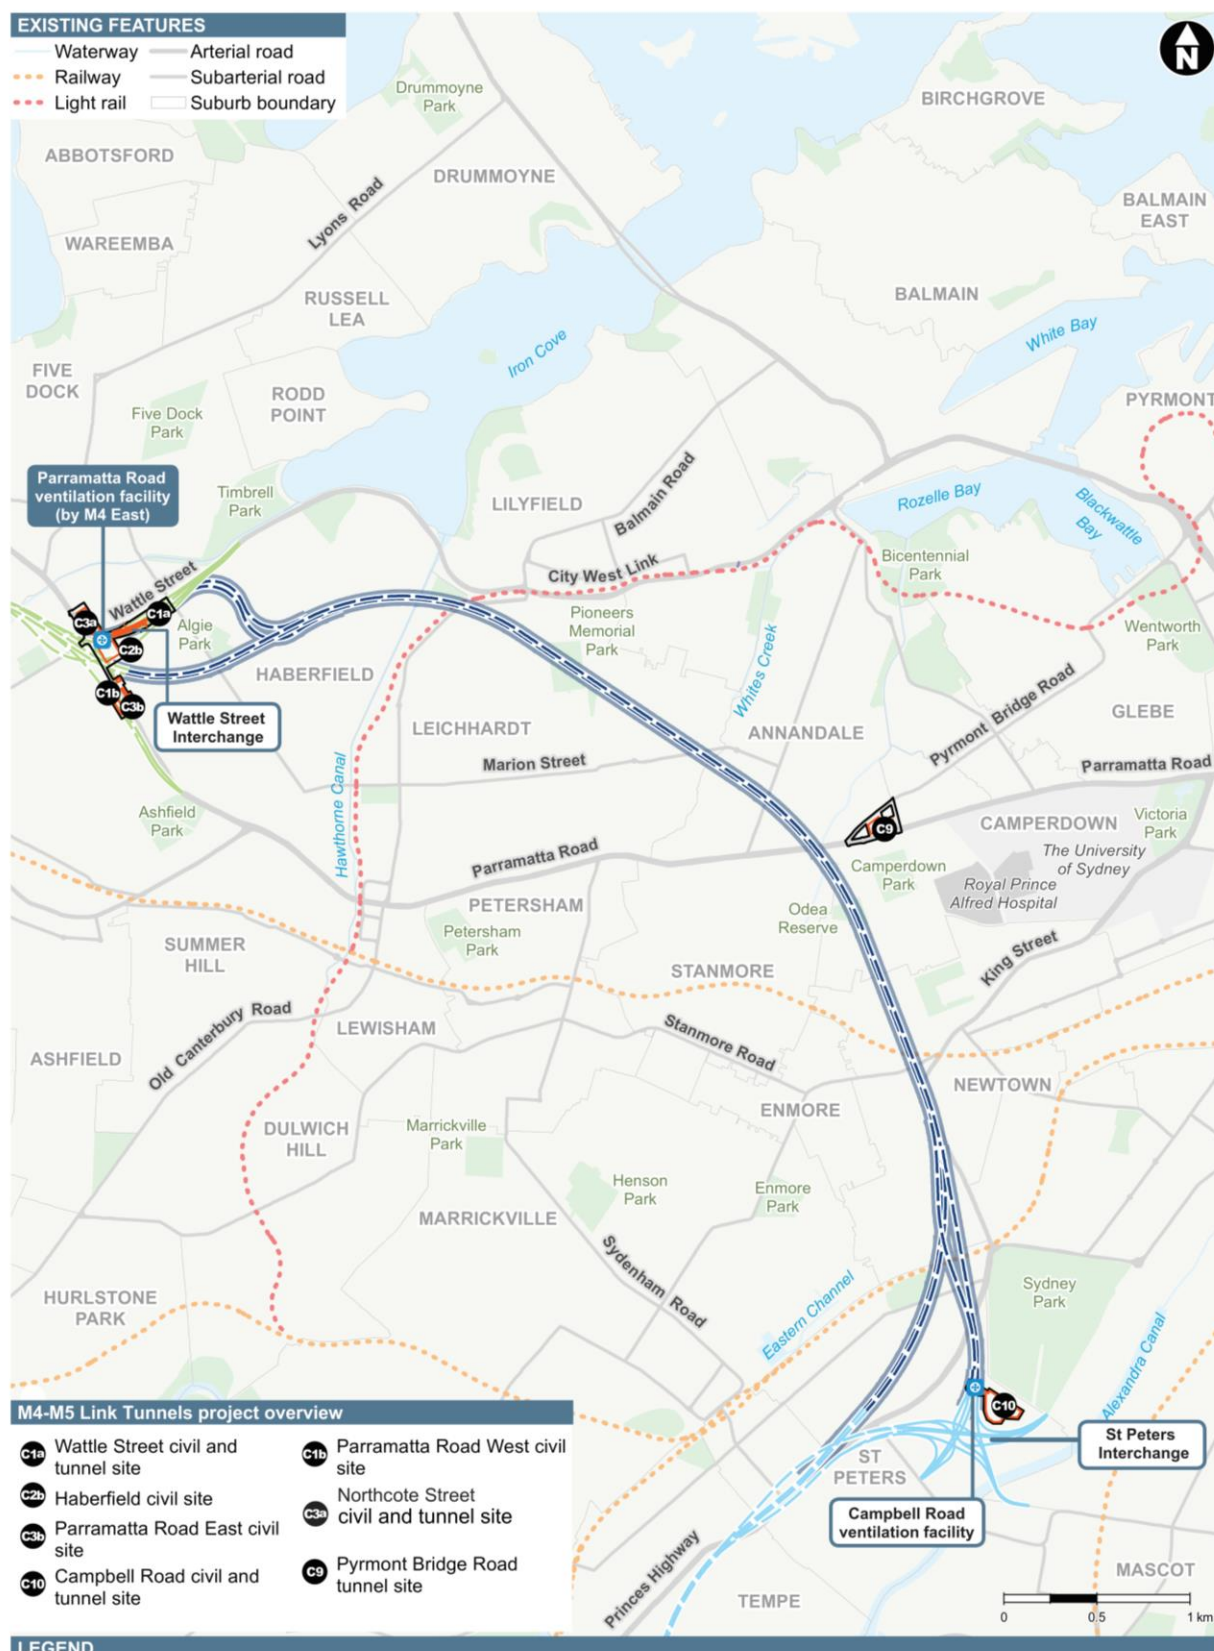 EXISTING FEATURES
Waterway
Arterial road
Railway
Subarterial road
Light rail
Suburb boundary
N
Drummoyne
Park
BIRCHGROVE
ABBOTSFORD
DRUMMOYNE
Lyons Road
BALMAIN
EAST
WAREEMBA
RUSSELL
LEA
BALMAIN
White Bay
Iron Cove
FIVE
DOCK
RODD
POINT
PYRMONT
Five Dock
Park
Parramatta Road
ventilation facility
(by M4 East)
Timbrell
Park
LILYFIELD
Balmain Road
Rozelle Bay
Blackwattle
Bay
City West Link
Bicentennial
Park
Wattle Street
C3a
C1a
Algie
Park
C2b
Pioneers
Memorial
Park
Wentworth
Park
HABERFIELD
Whites Creek
C1b
C3b
Wattle Street
Interchange
LEICHHARDT
ANNANDALE
Pyrmont Bridge Road
GLEBE
Marion Street
Parramatta Road
Hawthorne Canal
Ashfield
Park
C9
CAMPERDOWN
Victoria
Park
Parramatta Road
The University
of Sydney
Camperdown
Park
Royal Prince
Alfred Hospital
PETERSHAM
Odea
Reserve
Petersham
Park
SUMMER
HILL
STANMORE
King Street
Old Canterbury Road
LEWISHAM
Stanmore Road
ASHFIELD
NEWTOWN
ENMORE
DULWICH
HILL
Marrickville
Park
Henson
Park
Enmore
Park
MARRICKVILLE
Sydenham Road
Eastern Channel
Sydney
Park
HURLSTONE
PARK
Alexandra Canal
C10
St Peters
Interchange
ST
PETERS
Campbell Road
ventilation facility
Princes Highway
MASCOT
TEMPE
0 0.5 1 km
M4-M5 Link Tunnels project overview
C1a Wattle Street civil and
tunnel site
C2b Haberfield civil site
C3b Parramatta Road East civil
site
C10 Campbell Road civil and
tunnel site
C1b Parramatta Road West civil
site
C3a Northcote Street
civil and tunnel site
C9 Pyrmont Bridge Road
tunnel site
LEGEND